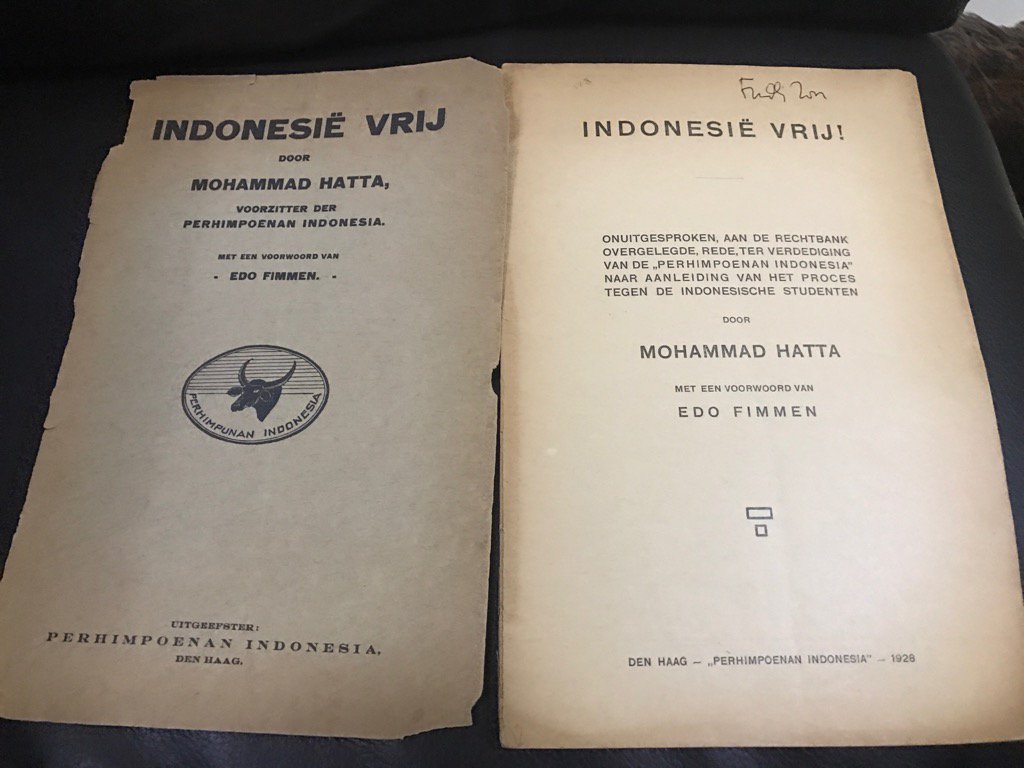 INDONESIË VRIJ
DOOR
MOHAMMAD HATTA,
VOORZITTER DER
PERHIMPOENAN INDONESIA.
MET EEN VOORWOORD VAN
- EDO FIMMEN. -
PERHIMPUNAN INDONESIA
UITGEEFSTER:
PERHIMPOENAN INDONESIA,
DEN HAAG.
Fadli Zon
INDONESIË VRIJ!
ONUITGESPROKEN, AAN DE RECHTBANK
OVERGELEGDE, REDE, TER VERDEDIGING
VAN DE „PERHIMPOENAN INDONESIA”
NAAR AANLEIDING VAN HET PROCES
TEGEN DE INDONESISCHE STUDENTEN
DOOR
MOHAMMAD HATTA
MET EEN VOORWOORD VAN
EDO FIMMEN
DEN HAAG – „PERHIMPOENAN INDONESIA” – 1928